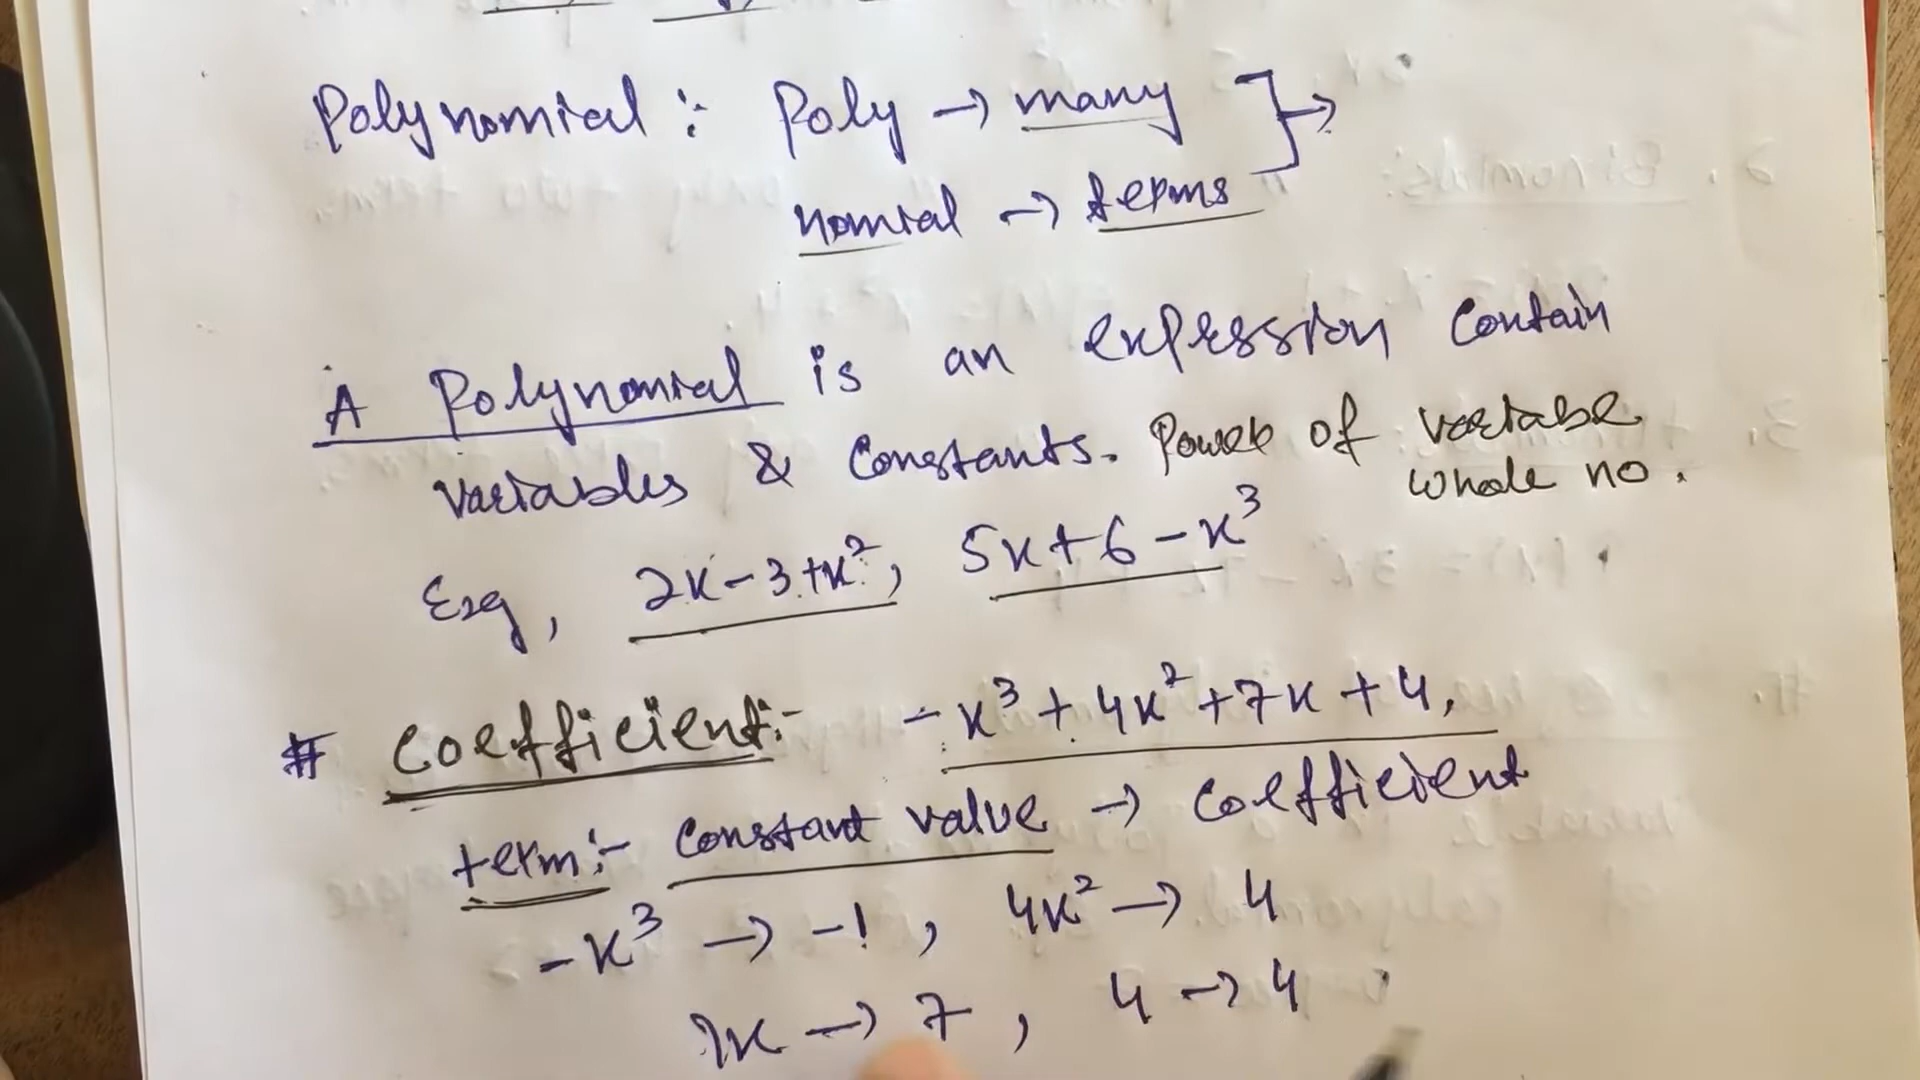 Polynomial :- Poly → many ] →
nomial → terms
A Polynomial is an expression contain
variables & Constants. Power of variable
whole no.
Eg, 2x-3+x², 5x+6-x³
# Coefficient:- -x³ + 4x² + 7x + 4,
term:- constant value → coefficient
-x³ → -1, 4x² → 4
7x → 7, 4 → 4